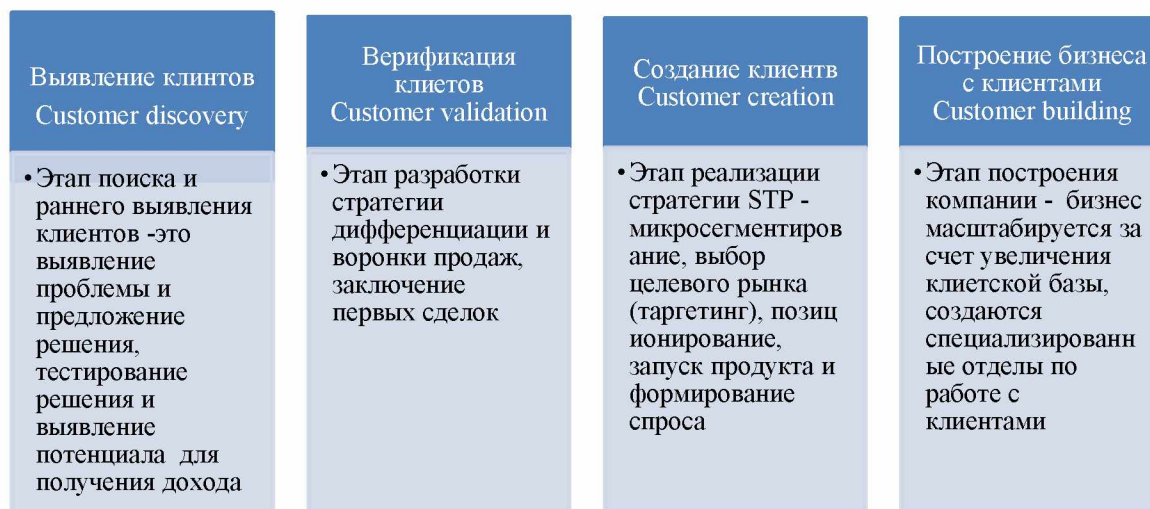 Выявление клинтов
Customer discovery
• Этап поиска и
раннего выявления
клиентов -это
выявление
проблемы и
предложение
решения,
тестирование
решения и
выявление
потенциала для
получения дохода
Верификация
клиетов
Customer validation
• Этап разработки
стратегии
дифференциации и
воронки продаж,
заключение
первых сделок
Создание клиентв
Customer creation
• Этап реализации
стратегии STP -
микросегментиров
ание, выбор
целевого рынка
(таргетинг), позиц
ионирование,
запуск продукта и
формирование
спроса
Построение бизнеса
с клиентами
Customer building
• Этап построения
компании - бизнес
масштабируется за
счет увеличения
клиетской базы,
создаются
специализированн
ые отделы по
работе с
клиентами